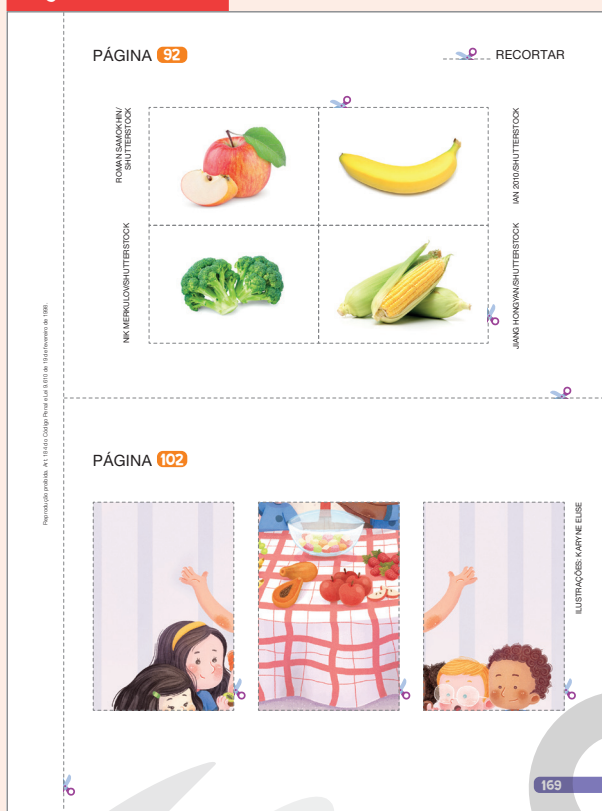 PÁGINA 92
RECORTAR
ROMAN SAMOKHIN/
SHUTTERSTOCK
IAN 2010/SHUTTERSTOCK
NIK MERKULOV/SHUTTERSTOCK
JIANG HONGYAN/SHUTTERSTOCK
Reprodução proibida. Art. 184 do Código Penal e Lei 9.610 de 19 de fevereiro de 1998.
PÁGINA 102
ILUSTRAÇÕES: KARYNE ELISE
169